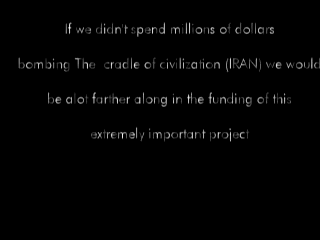 If we didn't spend millions of dollars
bombing The cradle of civilization (IRAN) we would
be alot farther along in the funding of this
extremely important project